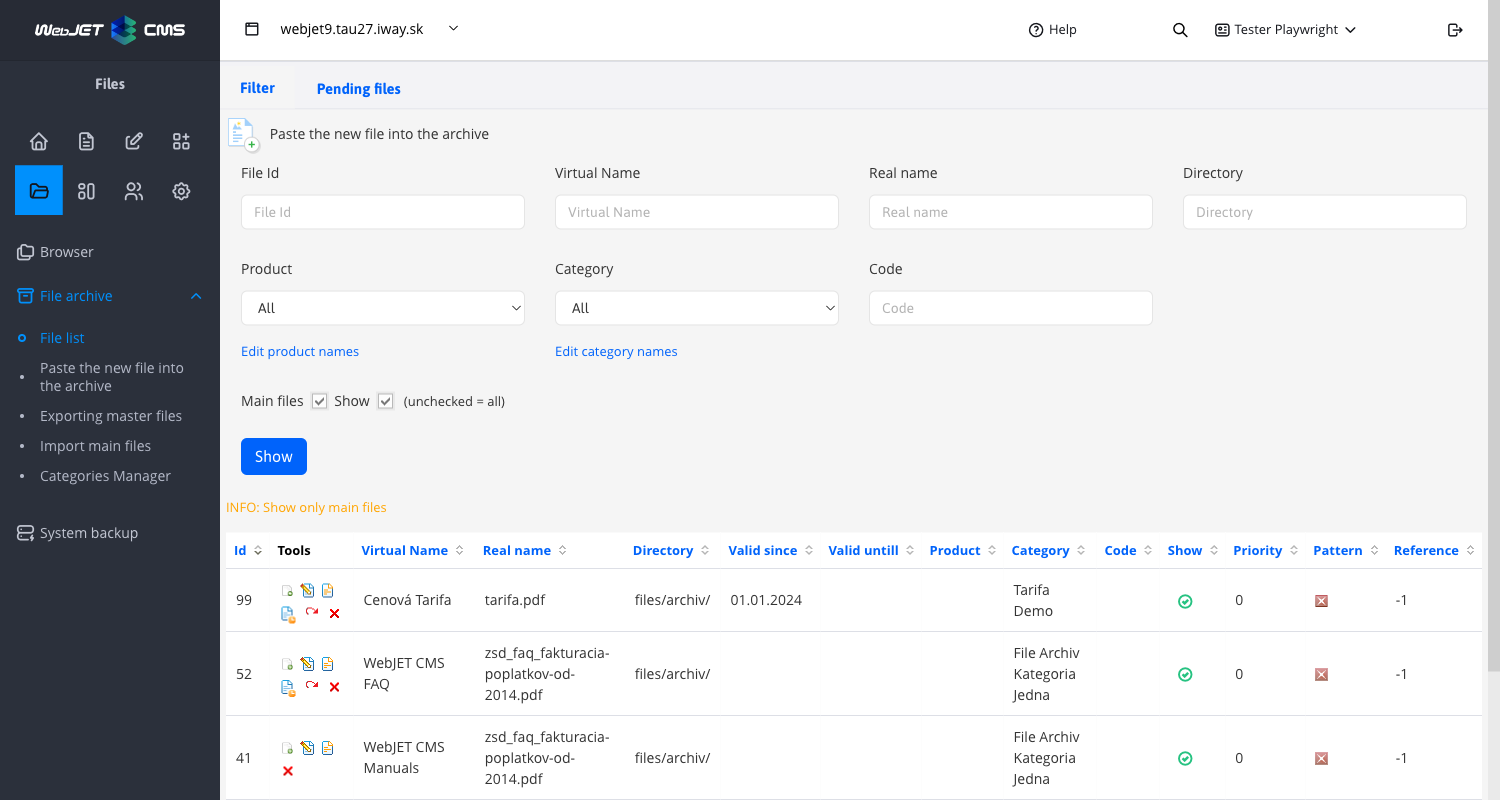 WebJET CMS
webjet9.tau27.iway.sk
Help
Tester Playwright
Files
Browser
File archive
File list
Paste the new file into
the archive
Exporting master files
Import main files
Categories Manager
System backup
Filter
Pending files
Paste the new file into the archive
File Id
Virtual Name
Real name
Directory
File Id
Virtual Name
Real name
Directory
Product
Category
Code
All
All
Code
Edit product names
Edit category names
Main files
Show
(unchecked = all)
Show
INFO: Show only main files
Id Tools Virtual Name Real name Directory Valid since Valid untill Product Category Code Show Priority Pattern Reference
99 Cenová Tarifa tarifa.pdf files/archiv/ 01.01.2024 Tarifa 0 -1
Demo
52 WebJET CMS zsd_faq_fakturacia- files/archiv/ File Archiv 0 -1
FAQ poplatkov-od- Kategoria
2014.pdf Jedna
41 WebJET CMS zsd_faq_fakturacia- files/archiv/ File Archiv 0 -1
Manuals poplatkov-od- Kategoria
2014.pdf Jedna